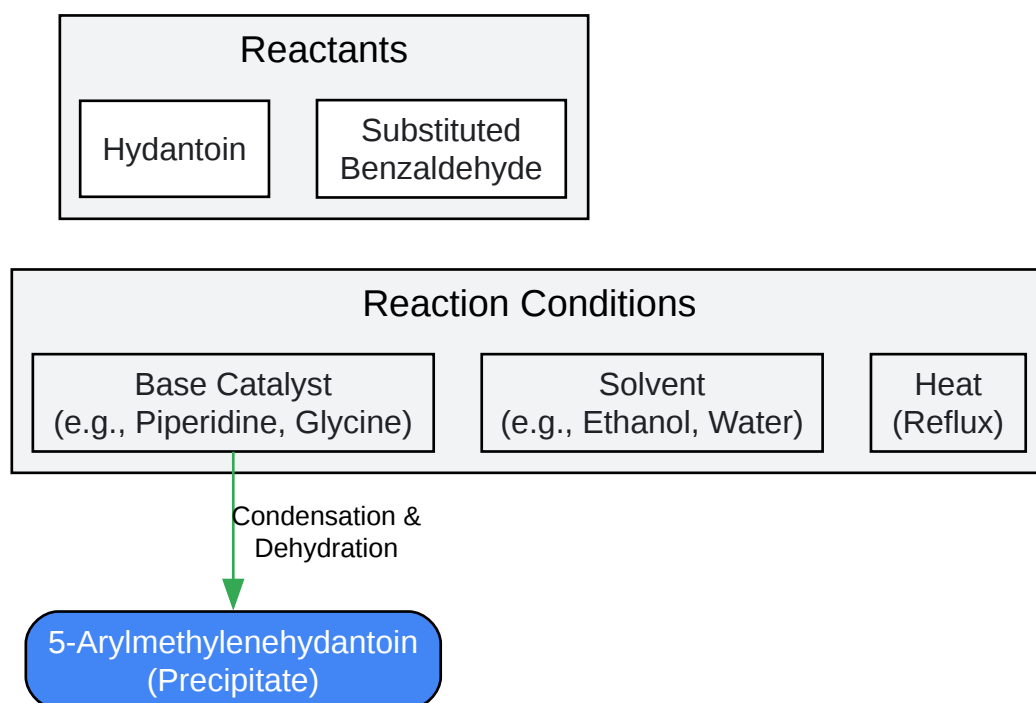 Reactants
Hydantoin
Substituted
Benzaldehyde
Reaction Conditions
Base Catalyst
(e.g., Piperidine, Glycine)
Solvent
(e.g., Ethanol, Water)
Heat
(Reflux)
Condensation &
Dehydration
5-Arylmethylenehydantoin
(Precipitate)